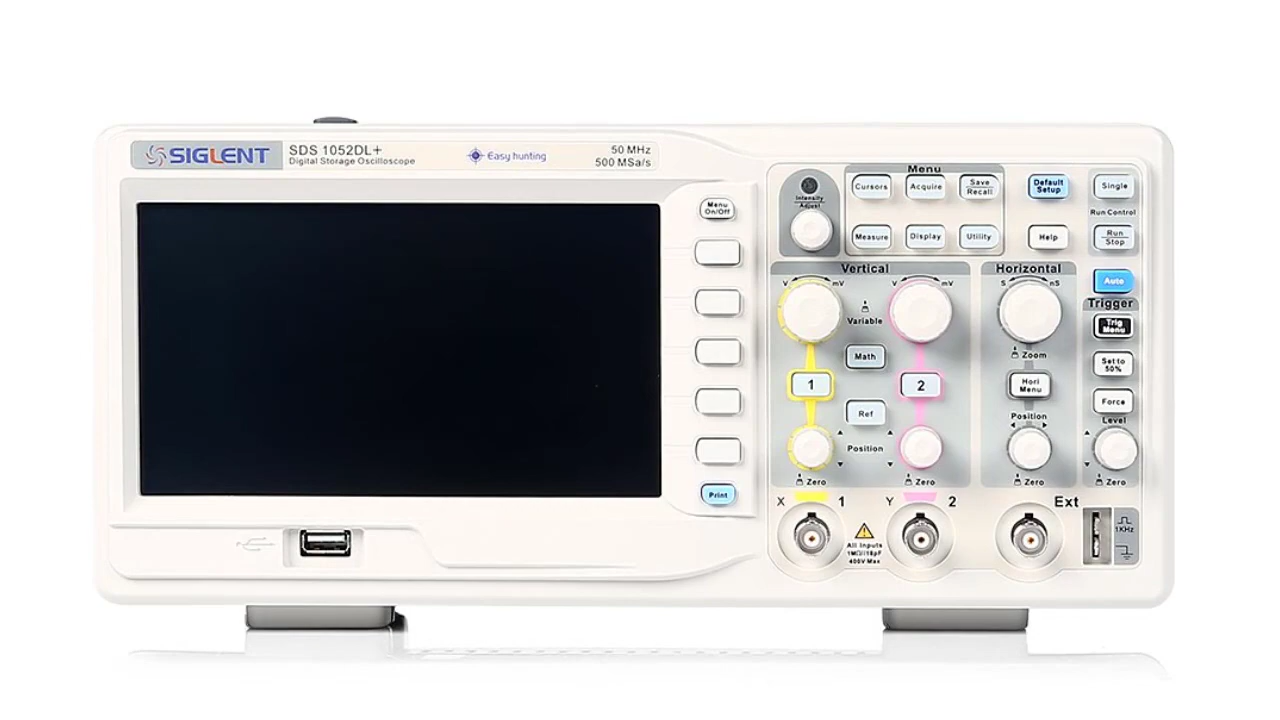 SIGLENT
SDS 1052DL+
Digital Storage Oscilloscope
Easy hunting
50 MHz
500 MSa/s
Menu
On/Off
Print
Intensity
Adjust
Menu
Cursors
Acquire
Save
Recall
Measure
Display
Utility
Default
Setup
Help
Single
Run Control
Run
Stop
Auto
Vertical
V
mV
V
mV
Variable
Math
1
2
Ref
Position
Zero
Zero
Horizontal
S
nS
Zoom
Hori
Menu
Position
Zero
Trigger
Trig
Menu
Set to
50%
Force
Level
Zero
X
1
Y
2
Ext
All Inputs
1MΩ//18pF
400V Max
1KHz